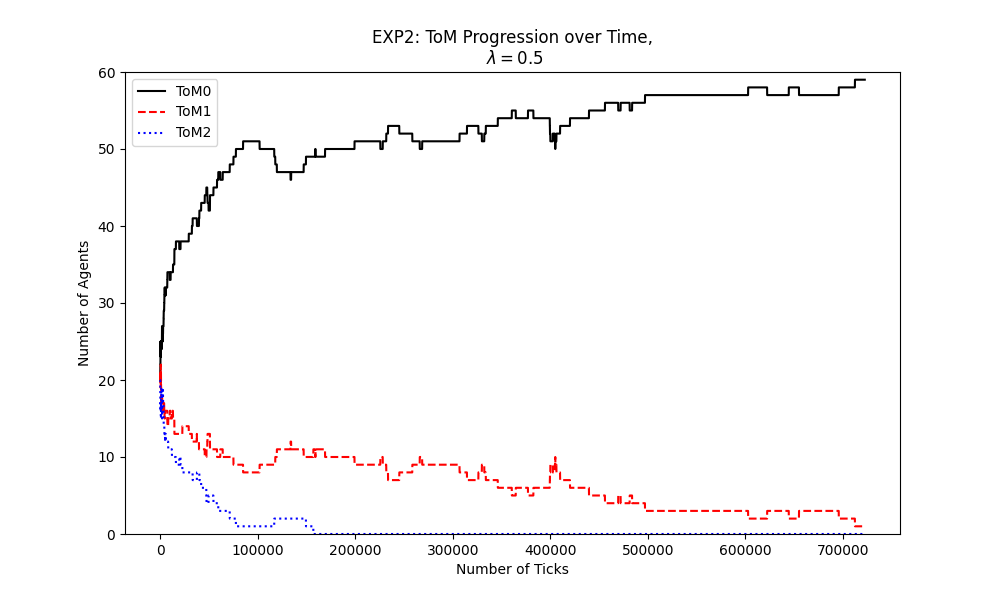 EXP2: ToM Progression over Time,
λ = 0.5
ToM0
ToM1
ToM2
Number of Agents
60
50
40
30
20
10
0
0 100000 200000 300000 400000 500000 600000 700000
Number of Ticks